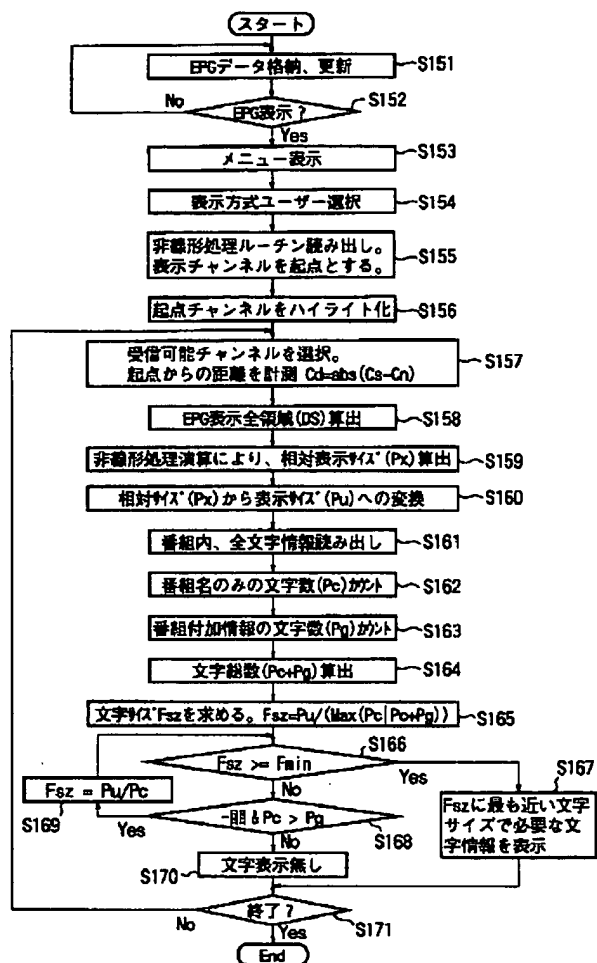 スタート
EPGデータ格納、更新
S151
No
EPG表示?
S152
Yes
メニュー表示
S153
表示方式ユーザー選択
S154
非線形処理ルーチン読み出し。
表示チャンネルを起点とする。
S155
起点チャンネルをハイライト化
S156
受信可能チャンネルを選択。
起点からの距離を計測 Cd=abs(Cs-Cn)
S157
EPG表示全領域(DS)算出
S158
非線形処理演算により、相対表示サイズ(Px)算出
S159
相対サイズ(Px)から表示サイズ(Pu)への変換
S160
番組内、全文字情報読み出し
S161
番組名のみの文字数(Pc)カウント
S162
番組付加情報の文字数(Pg)カウント
S163
文字総数(Pc+Pg)算出
S164
文字サイズFszを求める。Fsz=Pu/(Max(Pc|Pc+Pg))
S165
Fsz >= Fmin
S166
Yes
No
S167
Fszに最も近い文字
サイズで必要な文
字情報を表示
Fsz = Pu/Pc
S169
Yes
&Pc > Pg
S168
No
S170
文字表示無し
終了?
S171
No
Yes
End